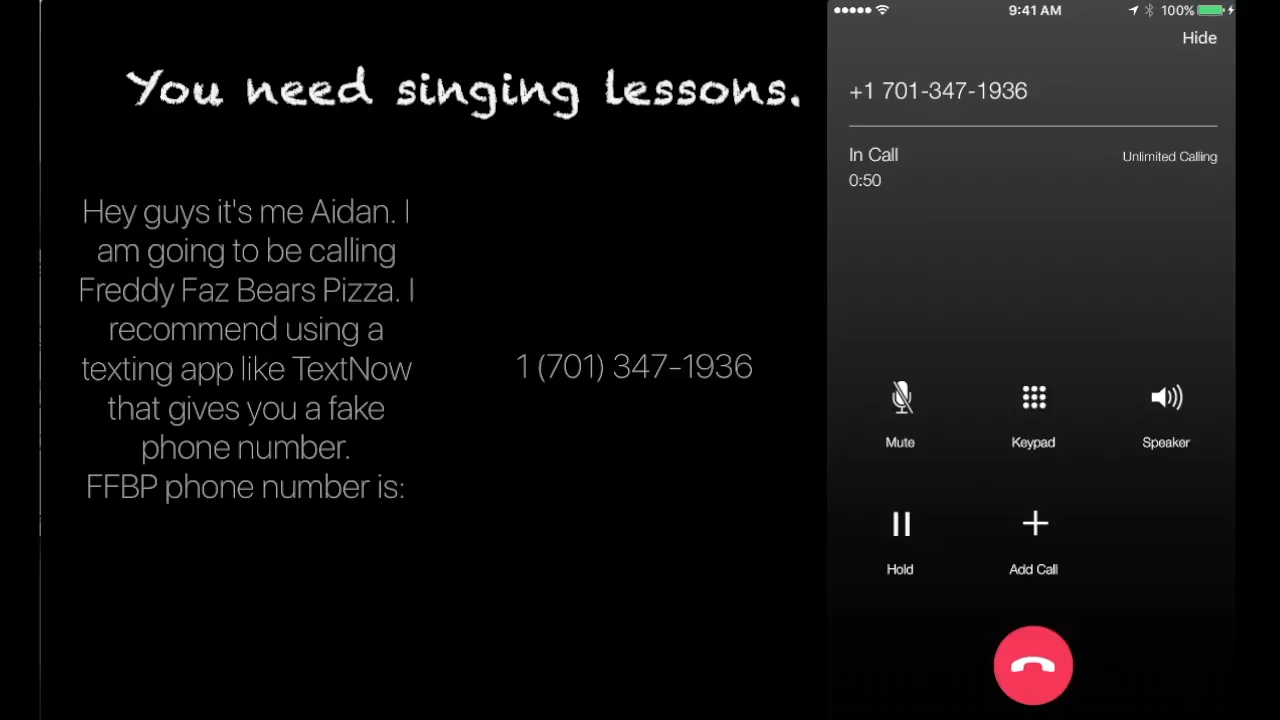 You need singing lessons.
Hey guys it's me Aidan. I
am going to be calling
Freddy Faz Bears Pizza. I
recommend using a
texting app like TextNow
that gives you a fake
phone number.
FFBP phone number is:
1 (701) 347-1936
9:41 AM
100%
Hide
+1 701-347-1936
In Call
Unlimited Calling
0:50
Mute
Keypad
Speaker
Hold
Add Call